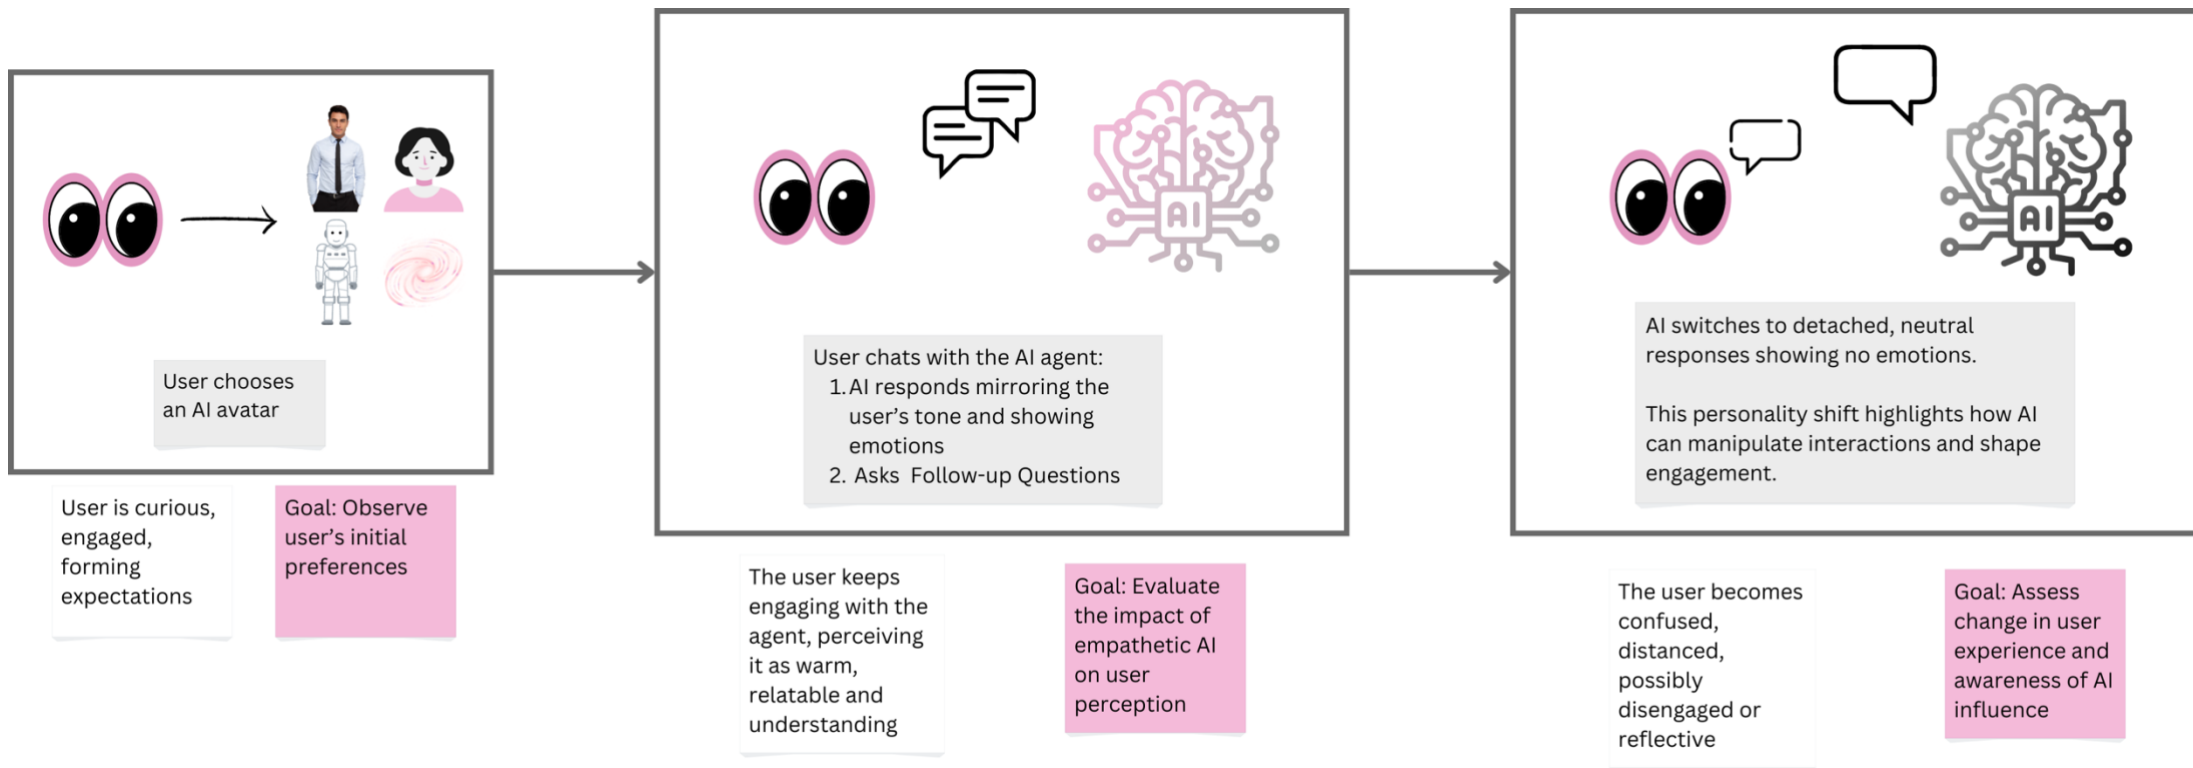 User chooses
an AI avatar
User is curious,
engaged,
forming
expectations
Goal: Observe
user's initial
preferences
AI
User chats with the AI agent:
1. AI responds mirroring the
user's tone and showing
emotions
2. Asks  Follow-up Questions
The user keeps
engaging with the
agent, perceiving
it as warm,
relatable and
understanding
Goal: Evaluate
the impact of
empathetic AI
on user
perception
AI
AI switches to detached, neutral
responses showing no emotions.
This personality shift highlights how AI
can manipulate interactions and shape
engagement.
The user becomes
confused,
distanced,
possibly
disengaged or
reflective
Goal: Assess
change in user
experience and
awareness of AI
influence